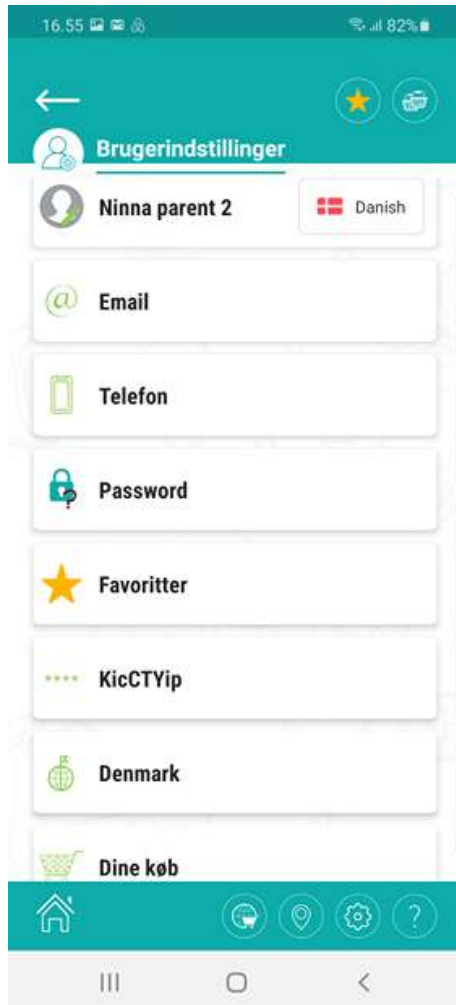 16.55 82%
Brugerindstillinger
Ninna parent 2 Danish
Email
Telefon
Password
Favoritter
KicCTYip
Denmark
Dine køb